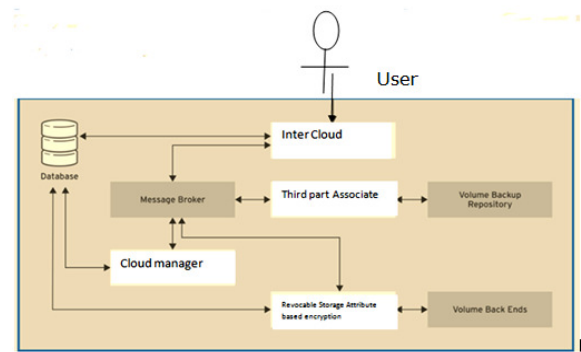 User
Inter Cloud
Database
Message Broker
Third part Associate
Volume Backup
Repository
Cloud manager
Revocable Storage Attribute
based encryption
Volume Back Ends